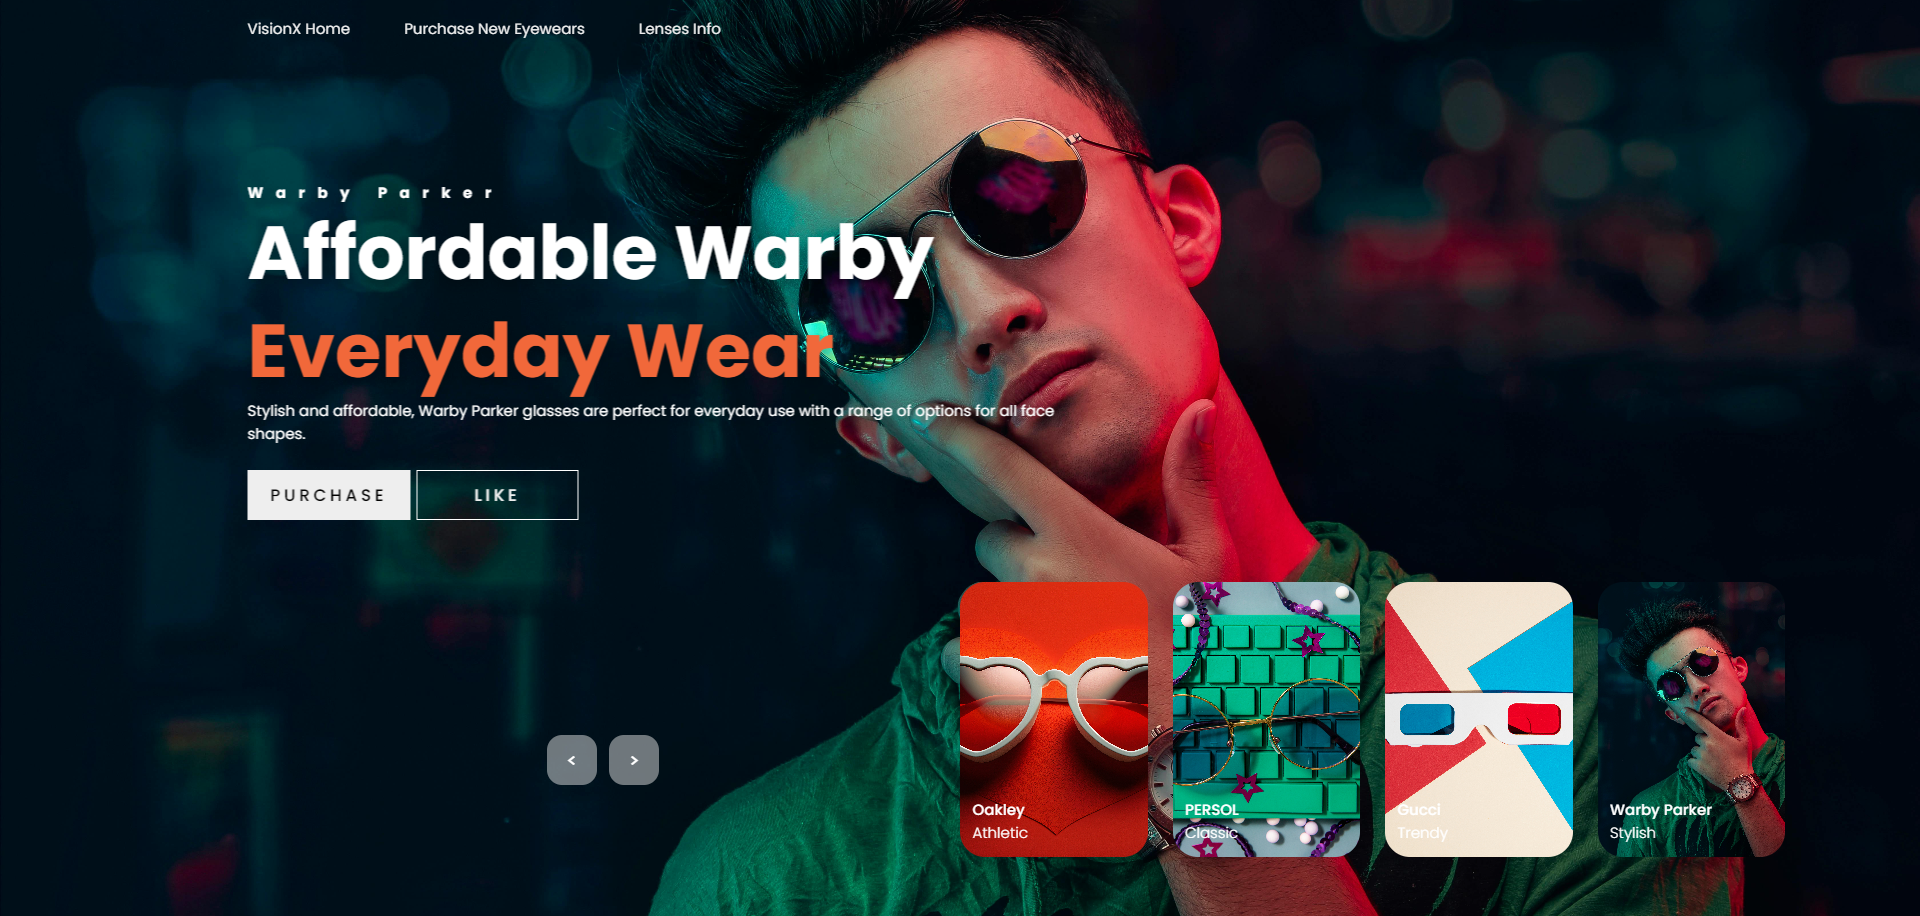 VisionX Home Purchase New Eyewears Lenses Info
Warby Parker
Affordable Warby
Everyday Wear
Stylish and affordable, Warby Parker glasses are perfect for everyday use with a range of options for all face
shapes.
PURCHASE LIKE
< >
Oakley
Athletic
PERSOL
Classic
Gucci
Trendy
Warby Parker
Stylish